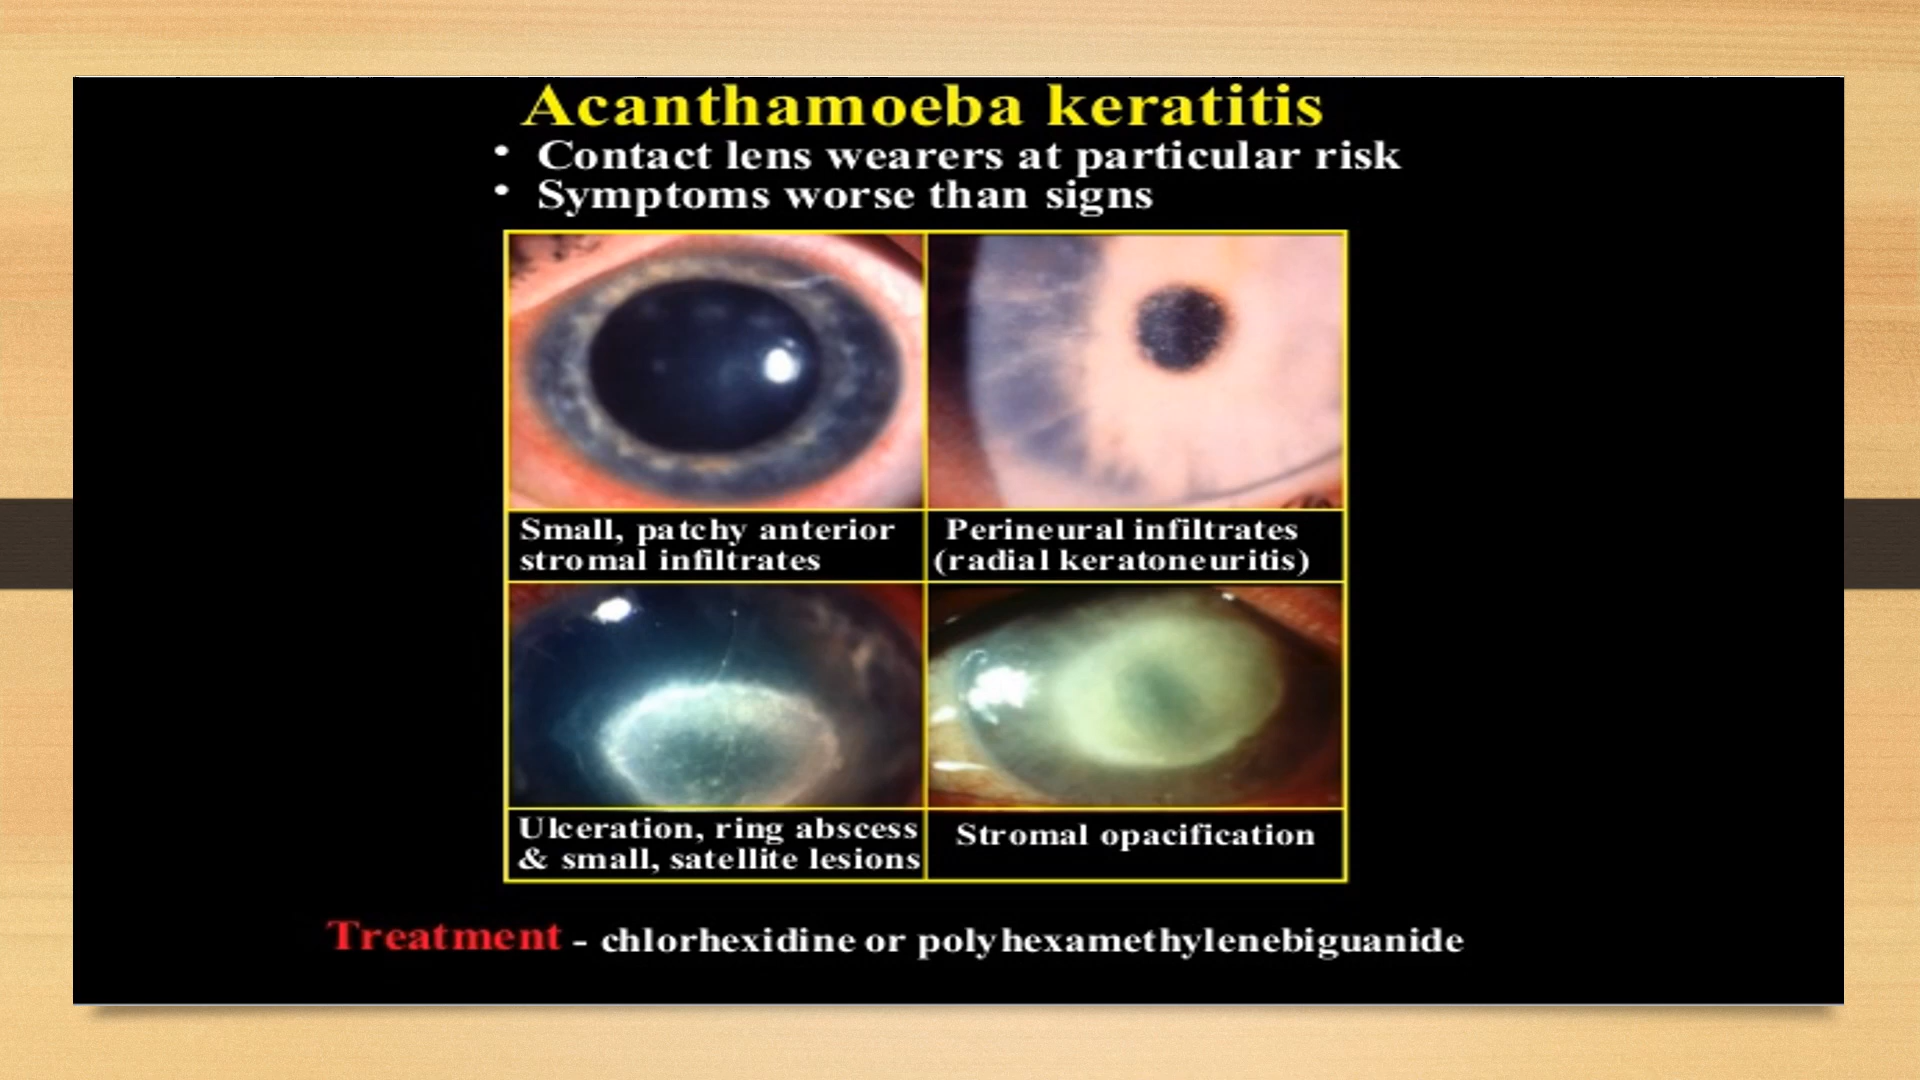 Acanthamoeba keratitis
• Contact lens wearers at particular risk
• Symptoms worse than signs
Small, patchy anterior
stromal infiltrates
Perineural infiltrates
(radial keratoneuritis)
Ulceration, ring abscess
& small, satellite lesions
Stromal opacification
Treatment - chlorhexidine or polyhexamethylenebiguanide